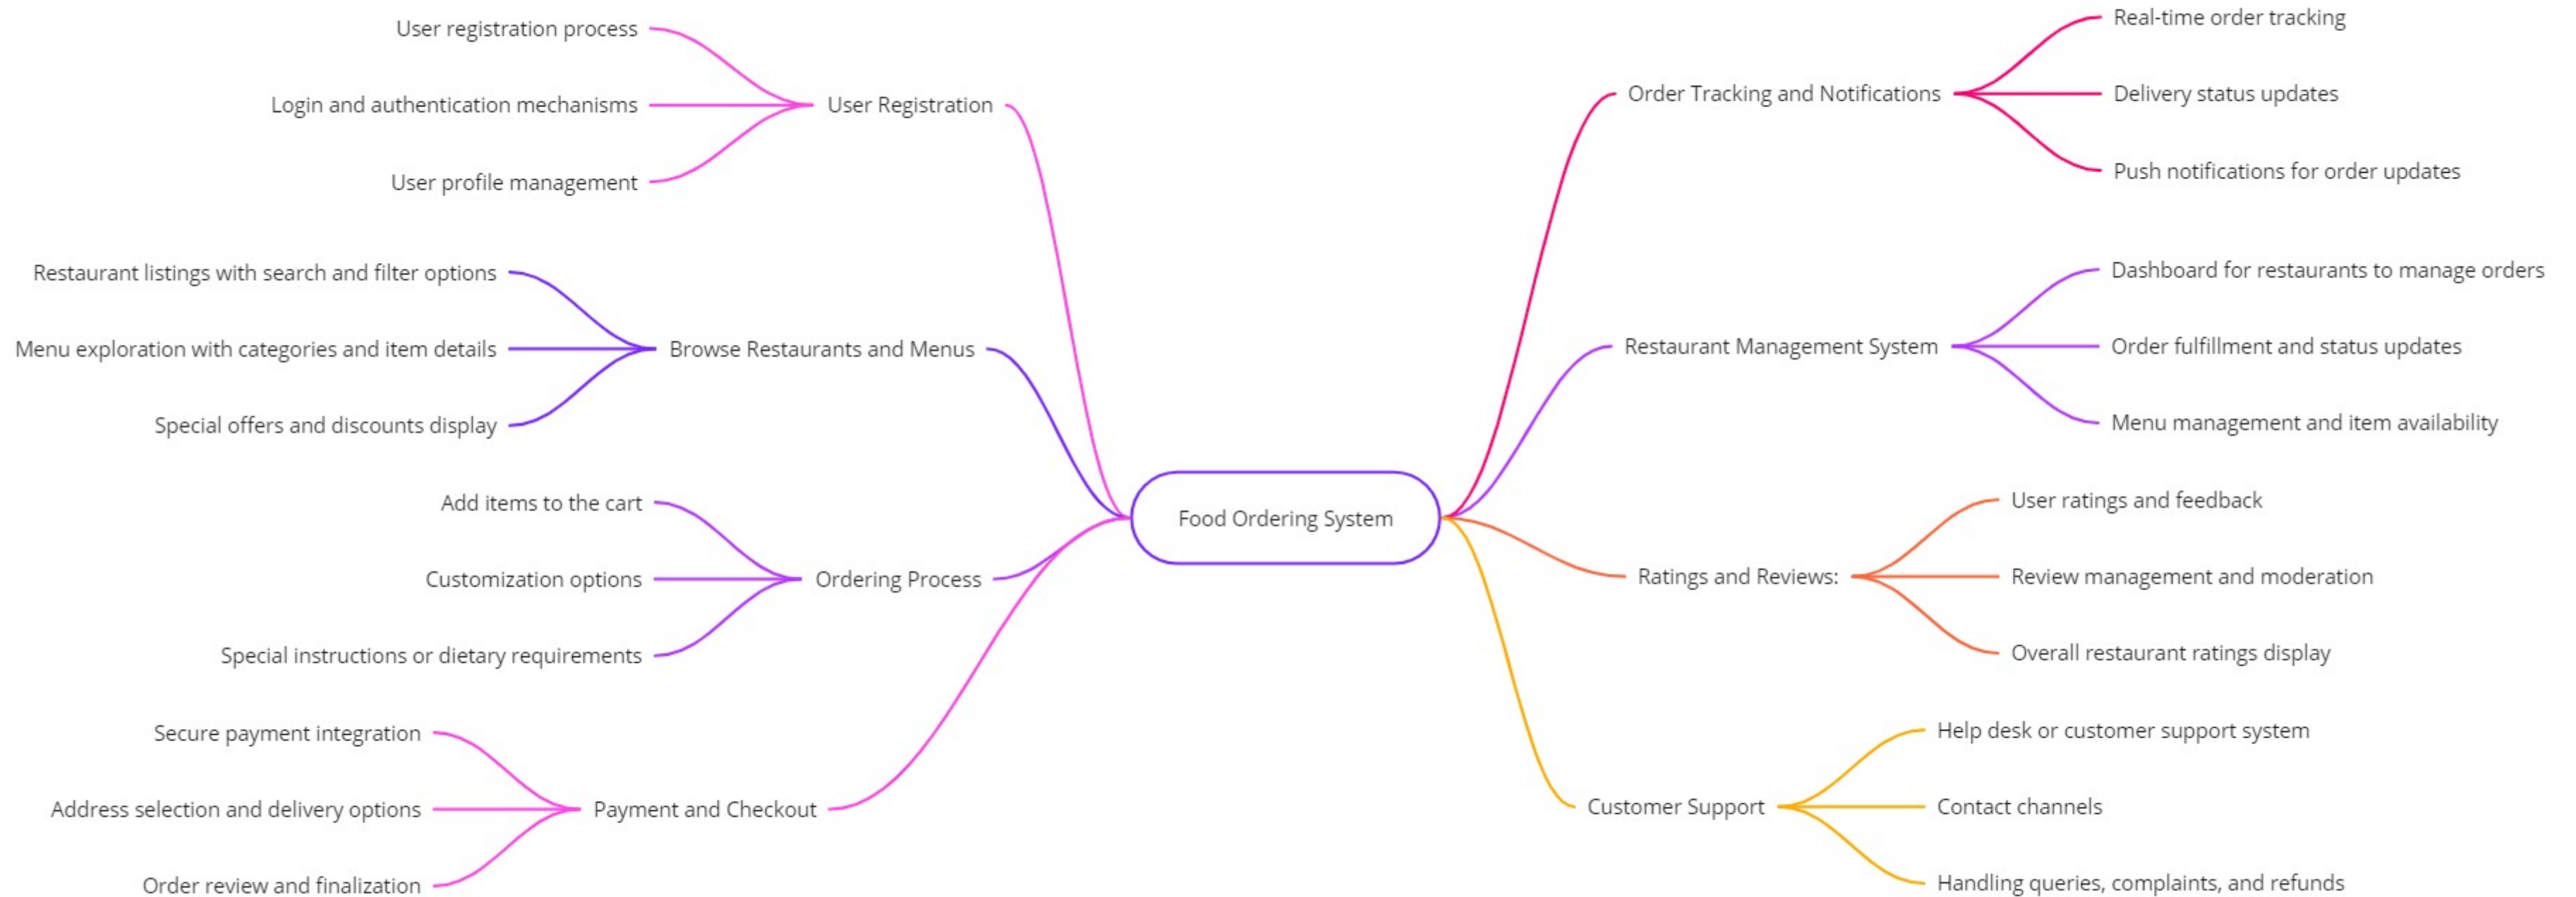 User registration process
Login and authentication mechanisms
User profile management
User Registration
Restaurant listings with search and filter options
Menu exploration with categories and item details
Special offers and discounts display
Browse Restaurants and Menus
Add items to the cart
Customization options
Special instructions or dietary requirements
Ordering Process
Secure payment integration
Address selection and delivery options
Order review and finalization
Payment and Checkout
Food Ordering System
Order Tracking and Notifications
Real-time order tracking
Delivery status updates
Push notifications for order updates
Restaurant Management System
Dashboard for restaurants to manage orders
Order fulfillment and status updates
Menu management and item availability
Ratings and Reviews:
User ratings and feedback
Review management and moderation
Overall restaurant ratings display
Customer Support
Help desk or customer support system
Contact channels
Handling queries, complaints, and refunds